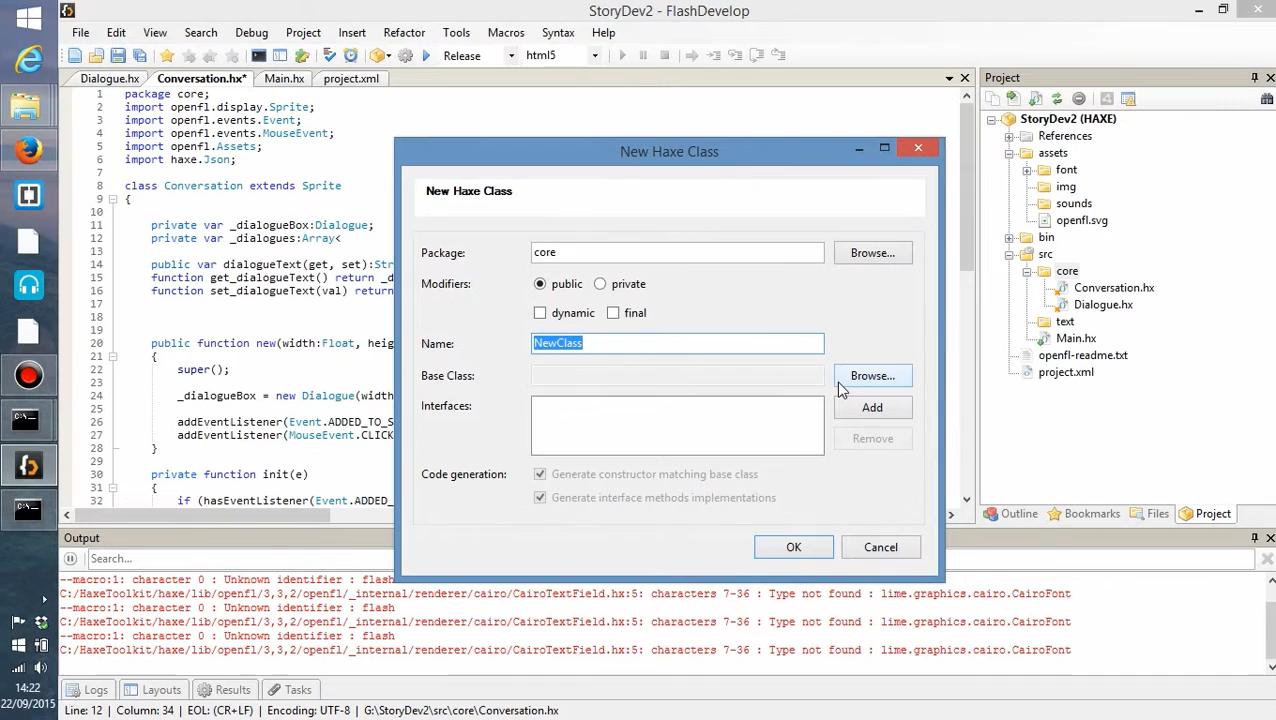 StoryDev2 - FlashDevelop
File Edit View Search Debug Project Insert Refactor Tools Macros Syntax Help
Release html5
Dialogue.hx Conversation.hx* Main.hx project.xml
1 package core;
2 import openfl.display.Sprite;
3 import openfl.events.Event;
4 import openfl.events.MouseEvent;
5 import openfl.Assets;
6 import haxe.Json;
7
8 class Conversation extends Sprite
9 {
10
11 private var _dialogueBox:Dialogue;
12 private var _dialogues:Array<
13
14 public var dialogueText(get, set):Str
15 function get_dialogueText() return _d
16 function set_dialogueText(val) return
17
18
19
20 public function new(width:Float, heig
21 {
22 super();
23
24 _dialogueBox = new Dialogue(width
25
26 addEventListener(Event.ADDED_TO_S
27 addEventListener(MouseEvent.CLICK
28 }
29
30 private function init(e)
31 {
32 if (hasEventListener(Event.ADDED_
New Haxe Class
New Haxe Class
Package: core Browse...
Modifiers: public private
dynamic final
Name: NewClass
Base Class: Browse...
Interfaces: Add
Remove
Code generation: Generate constructor matching base class
Generate interface methods implementations
OK Cancel
Project
StoryDev2 (HAXE)
References
assets
font
img
sounds
openfl.svg
bin
src
core
Conversation.hx
Dialogue.hx
text
Main.hx
openfl-readme.txt
project.xml
Outline Bookmarks Files Project
Output
Search...
--macro:1: character 0 : Unknown identifier : flash
C:/HaxeToolkit/haxe/lib/openfl/3,3,2/openfl/_internal/renderer/cairo/CairoTextField.hx:5: characters 7-36 : Type not found : lime.graphics.cairo.CairoFont
--macro:1: character 0 : Unknown identifier : flash
C:/HaxeToolkit/haxe/lib/openfl/3,3,2/openfl/_internal/renderer/cairo/CairoTextField.hx:5: characters 7-36 : Type not found : lime.graphics.cairo.CairoFont
--macro:1: character 0 : Unknown identifier : flash
C:/HaxeToolkit/haxe/lib/openfl/3,3,2/openfl/_internal/renderer/cairo/CairoTextField.hx:5: characters 7-36 : Type not found : lime.graphics.cairo.CairoFont
Logs Layouts Results Tasks
Line: 12 Column: 34 EOL: (CR+LF) Encoding: UTF-8 G:\StoryDev2\src\core\Conversation.hx
14:22
22/09/2015